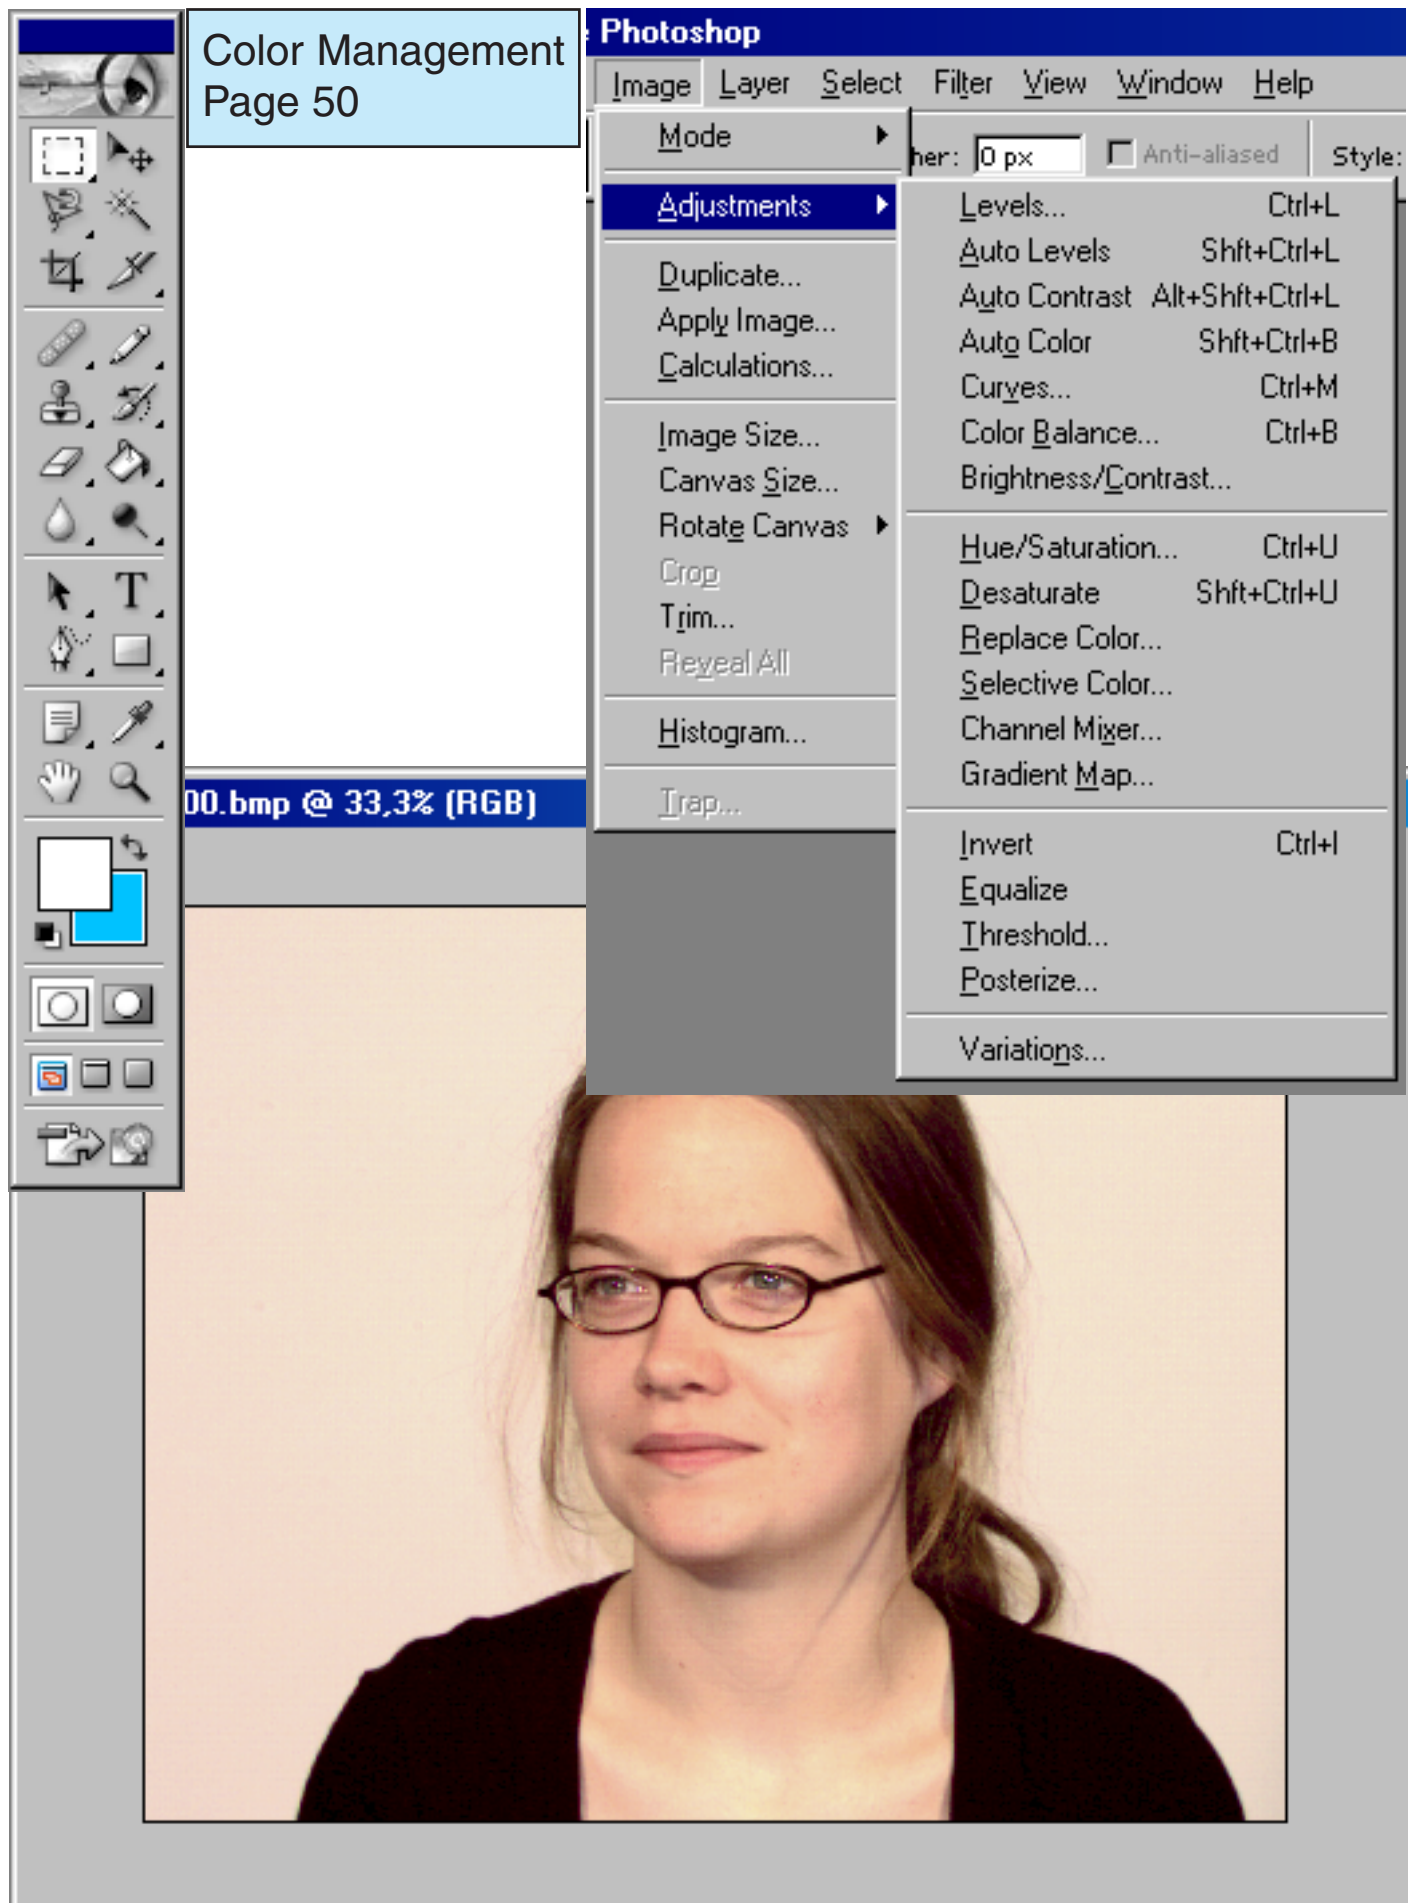 Color Management
Page 50
Photoshop
Image Layer Select Filter View Window Help
her: 0 px Anti-aliased Style:
Mode
Adjustments
Duplicate...
Apply Image...
Calculations...
Image Size...
Canvas Size...
Rotate Canvas
Crop
Trim...
Reveal All
Histogram...
Trap...
Levels... Ctrl+L
Auto Levels Shft+Ctrl+L
Auto Contrast Alt+Shft+Ctrl+L
Auto Color Shft+Ctrl+B
Curves... Ctrl+M
Color Balance... Ctrl+B
Brightness/Contrast...
Hue/Saturation... Ctrl+U
Desaturate Shft+Ctrl+U
Replace Color...
Selective Color...
Channel Mixer...
Gradient Map...
Invert Ctrl+I
Equalize
Threshold...
Posterize...
Variations...
T
00.bmp @ 33,3% (RGB)